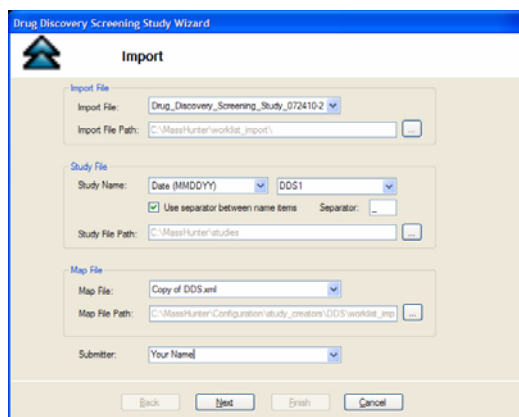 Drug Discovery Screening Study Wizard
Import
Import File
Import File: Drug_Discovery_Screening_Study_072410-2
Import File Path: C:\MassHunter\worklist_import\ ...
Study File
Study Name: Date (MMDDYY) DDS1
Use separator between name items Separator: _
Study File Path: C:\MassHunter\studies ...
Map File
Map File: Copy of DDS.xml
Map File Path: C:\MassHunter\Configuration\study_creators\DDS\worklist_imp ...
Submitter: Your Name
Back Next Finish Cancel